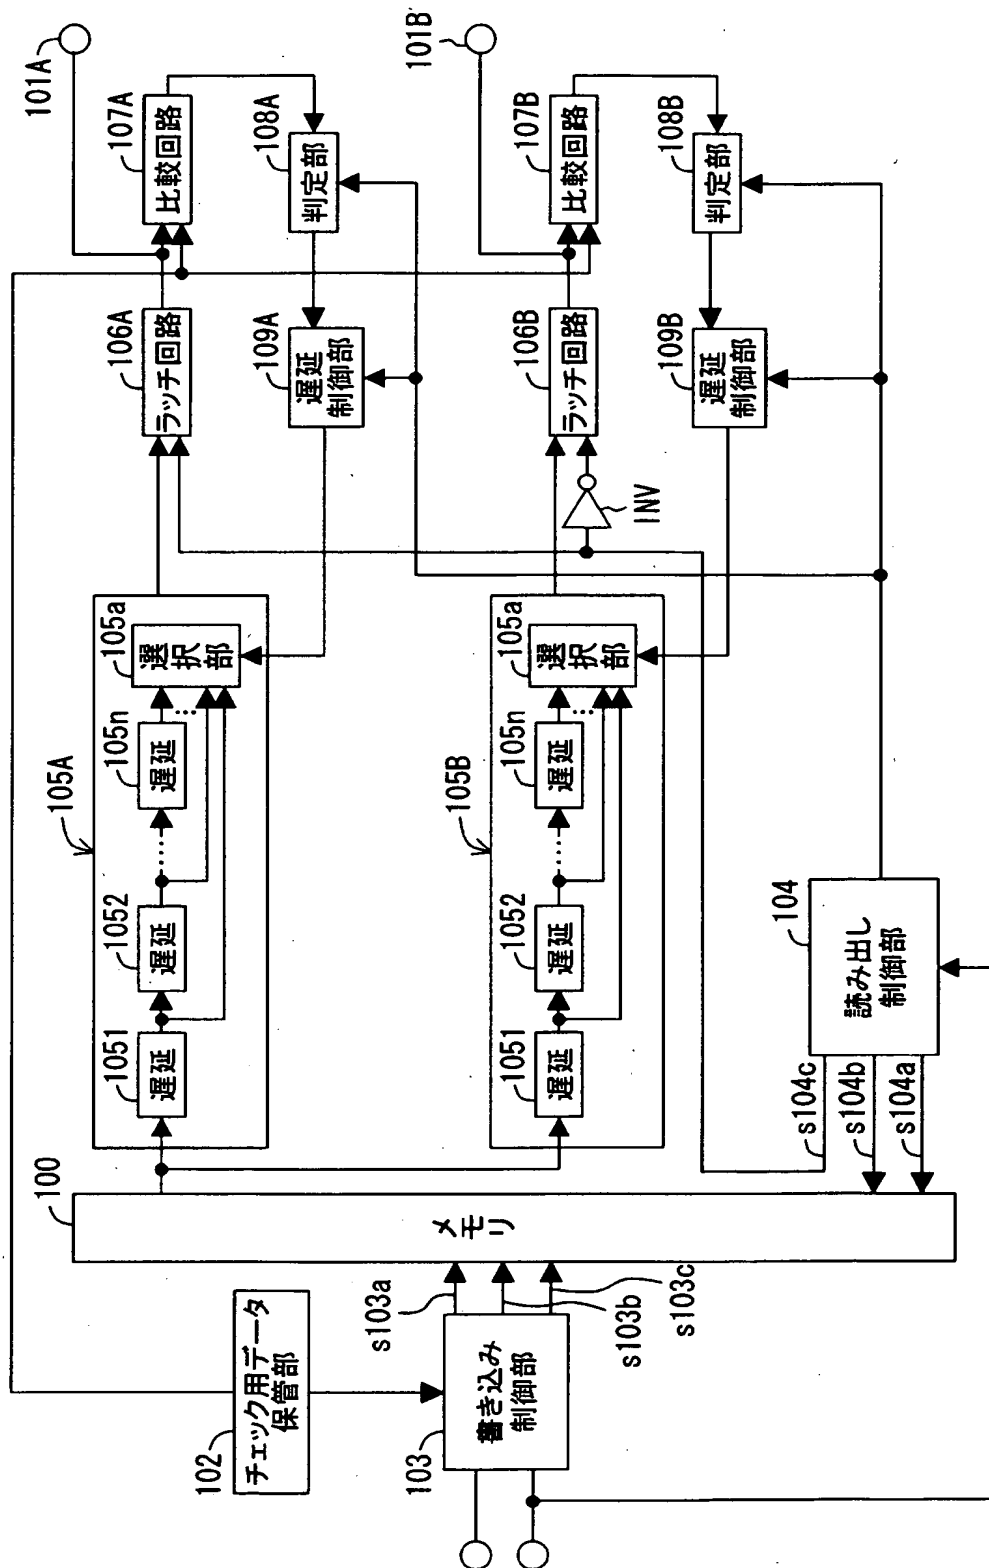 101A
107A
比較回路
108A
判定部
106A
ラッチ回路
109A
遅延
制御部
105A
105a
選択部
105n
遅延
1052
遅延
1051
遅延
101B
107B
比較回路
108B
判定部
106B
ラッチ回路
109B
遅延
制御部
INV
105B
105a
選択部
105n
遅延
1052
遅延
1051
遅延
104
読み出し
制御部
s104c
s104b
s104a
100
メモリ
s103a
s103b
s103c
102
チェック用データ
保管部
103
書き込み
制御部